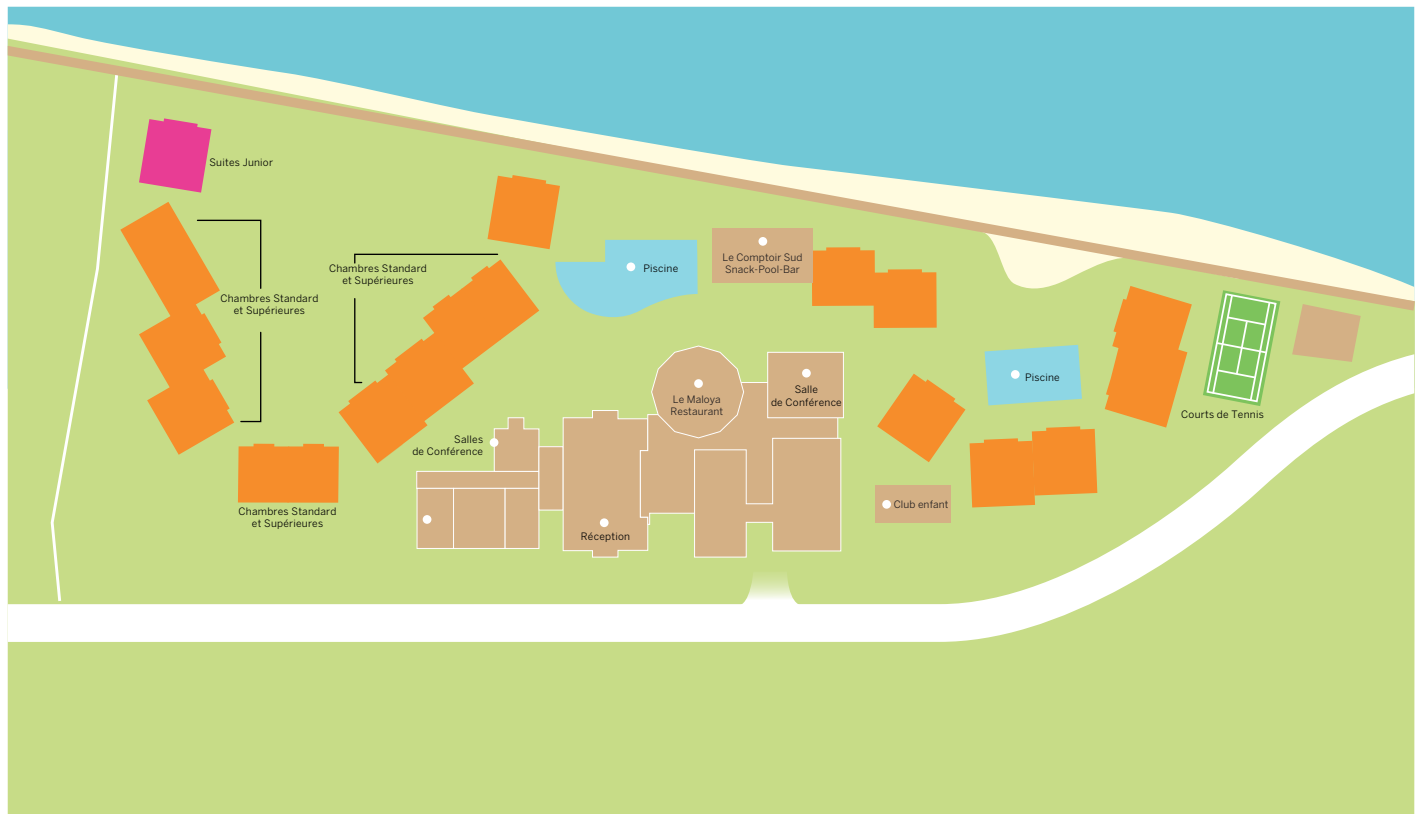 Suites Junior
Chambres Standard
et Supérieures
Chambres Standard
et Supérieures
Chambres Standard
et Supérieures
Piscine
Le Comptoir Sud
Snack-Pool-Bar
Le Maloya
Restaurant
Salle
de Conférence
Salles
de Conférence
Réception
Piscine
Courts de Tennis
Club enfant